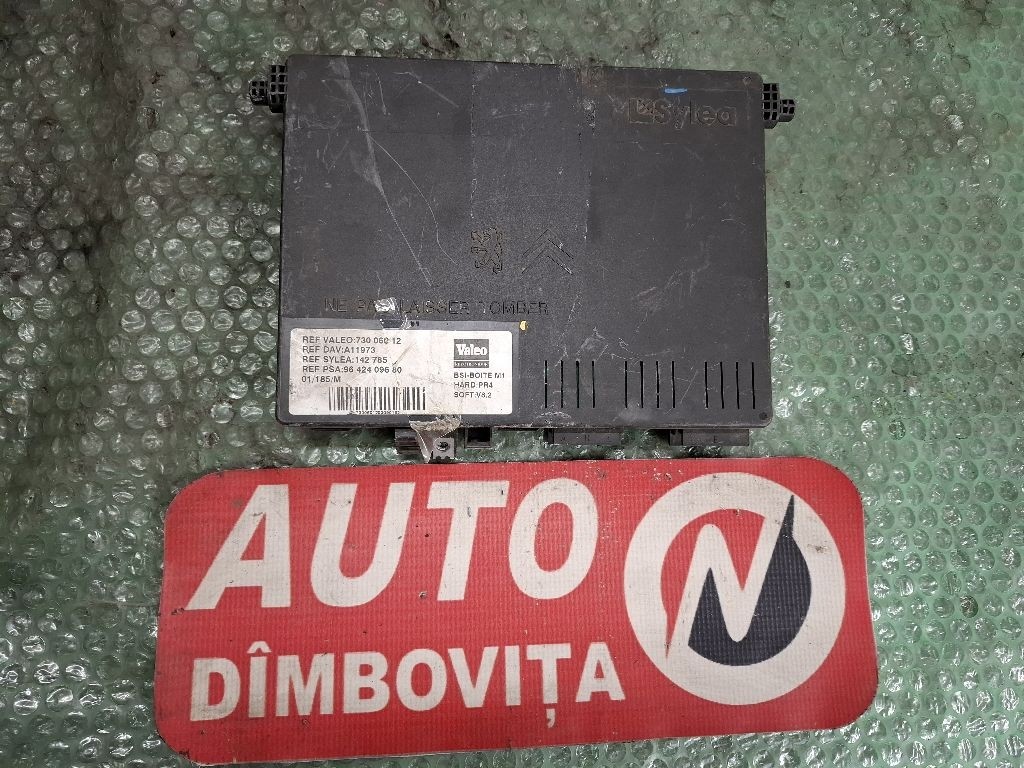 Sylea
NE PAS LAISSER TOMBER
REF VALEO:730 060 12
REF DAV:A11973
REF SYLEA:142 785
REF PSA:96 424 096 80
01/185/M
Valeo
BSI-BOITE M1
HARD:PR4
SOFT:V8.2
AUTO
DÎMBOVIȚA
N